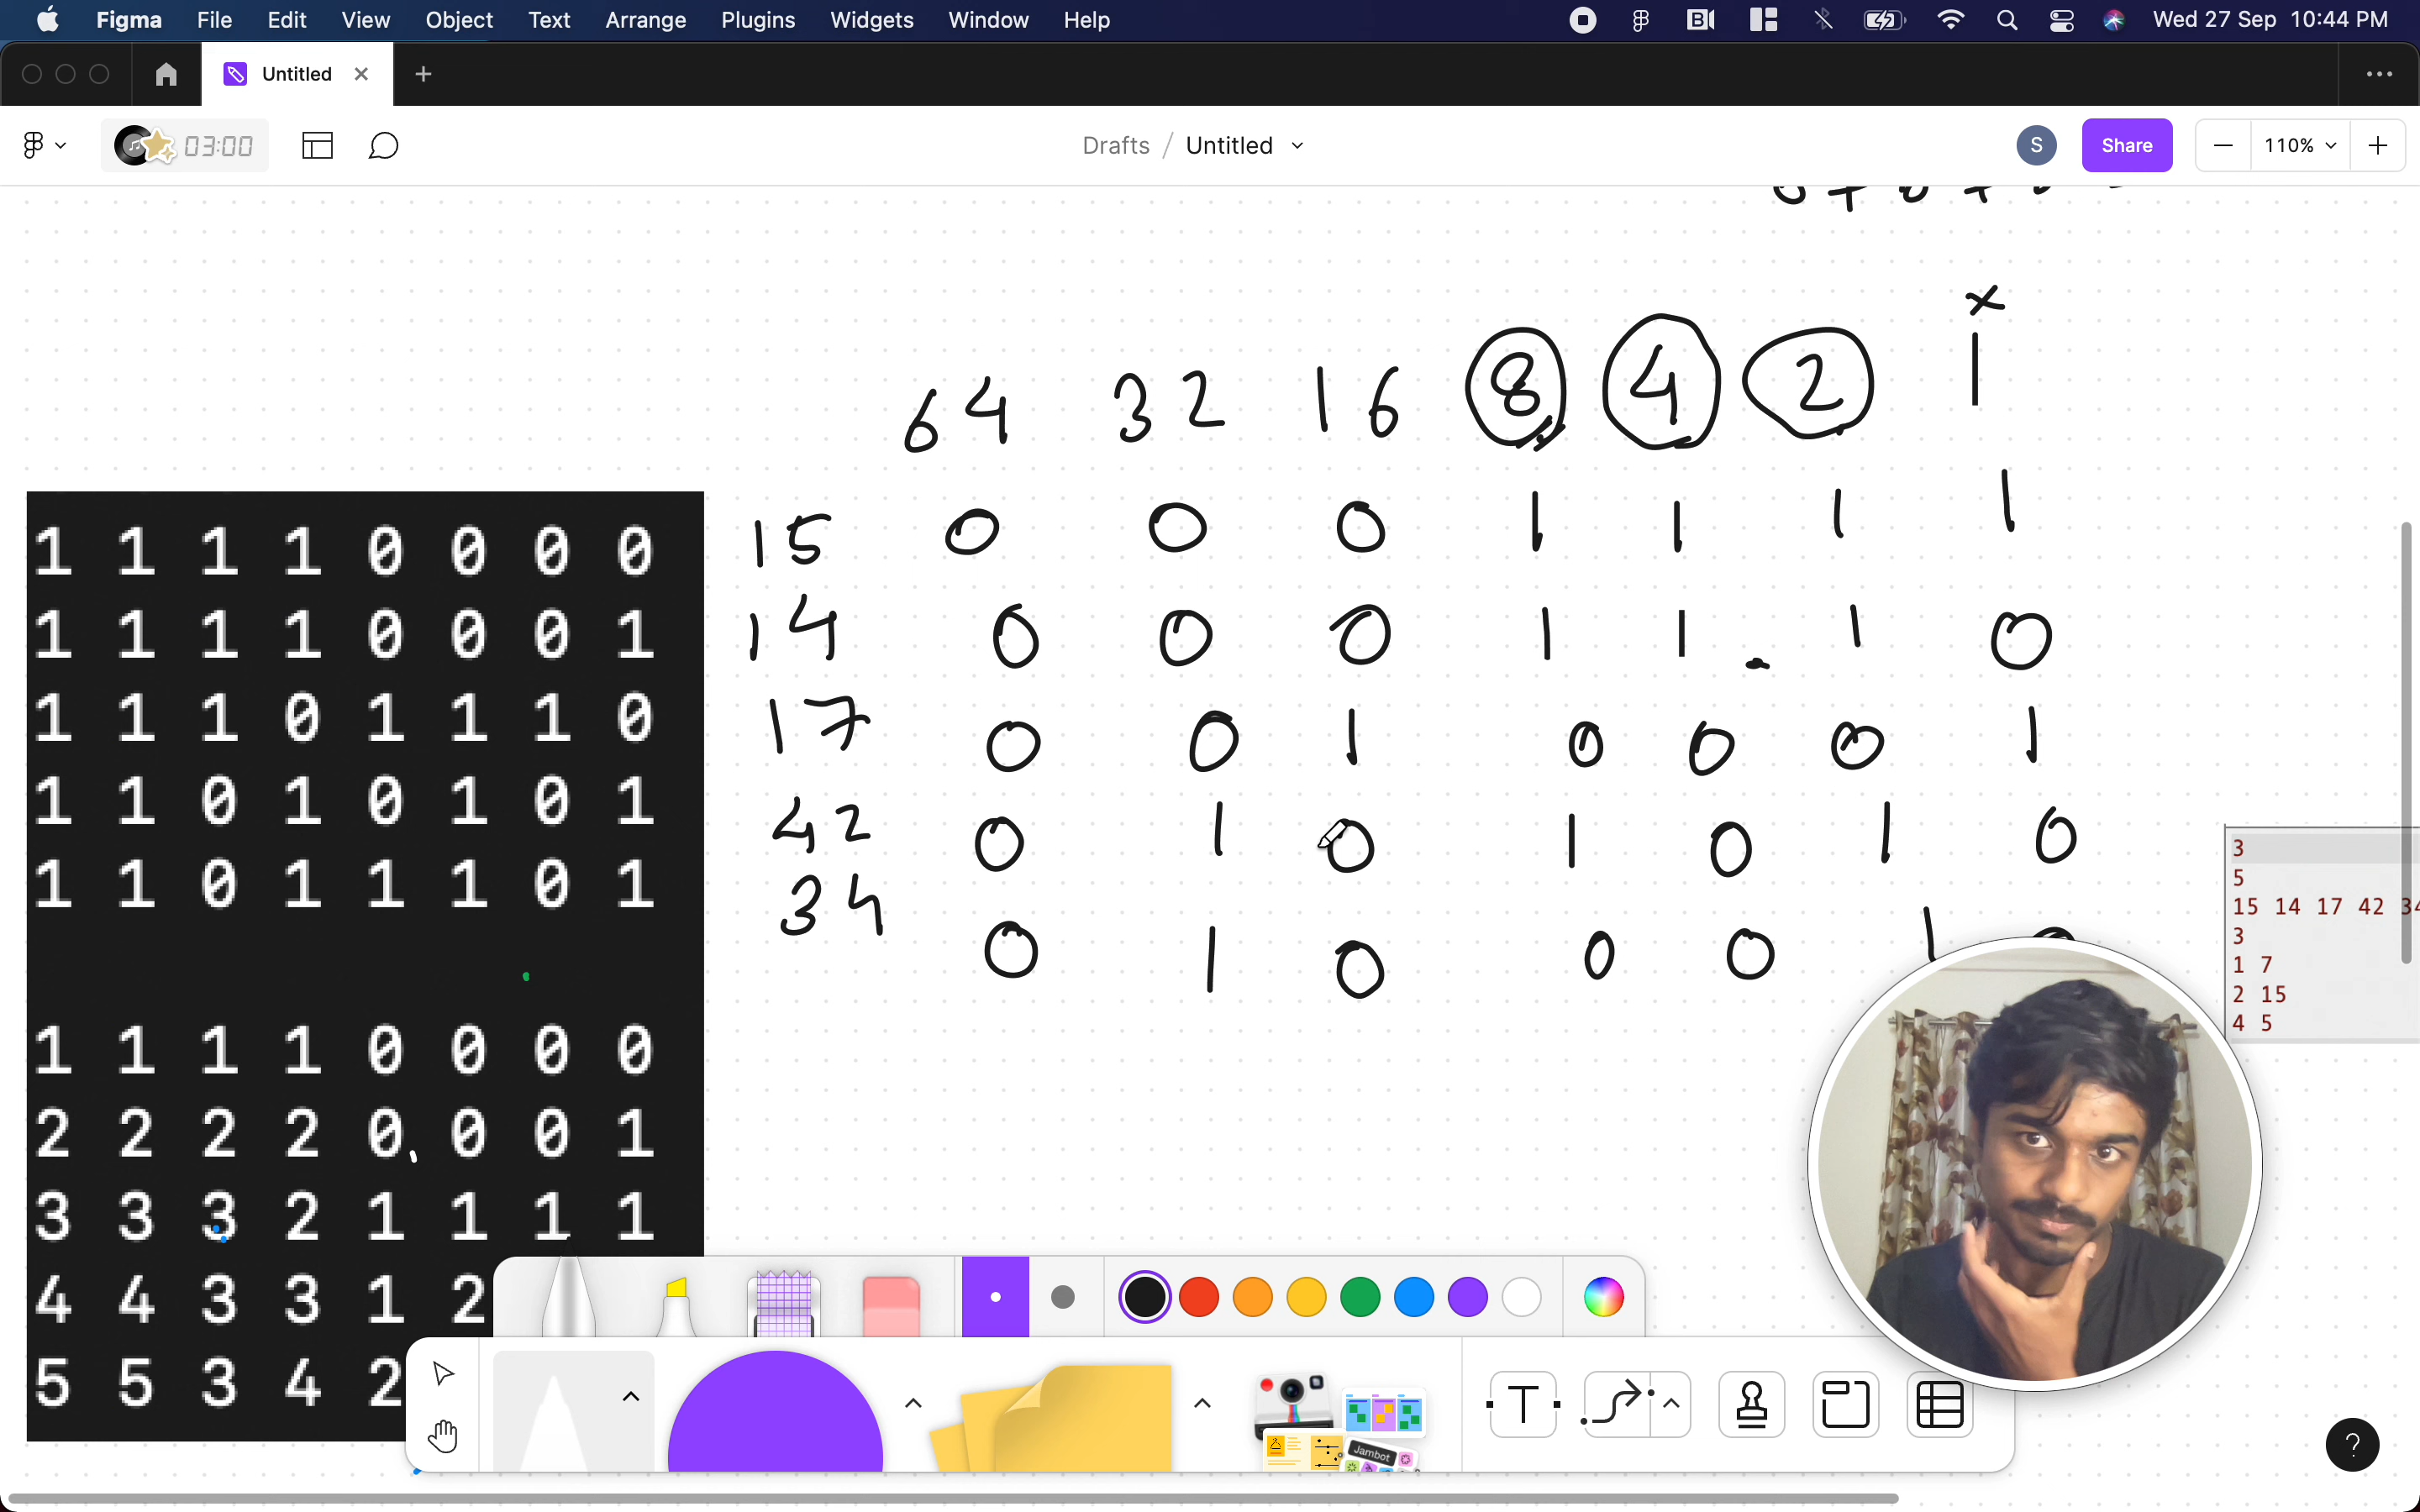 Figma File Edit View Object Text Arrange Plugins Widgets Window Help Wed 27 Sep 10:44 PM
Untitled
03:00 Drafts / Untitled S Share 110%
x
64 32 16 8 4 2 1
1 1 1 1 0 0 0 0
1 1 1 1 0 0 0 1
1 1 1 0 1 1 1 0
1 1 0 1 0 1 0 1
1 1 0 1 1 1 0 1
1 1 1 1 0 0 0 0
2 2 2 2 0 0 0 1
3 3 3 2 1 1 1 1
4 4 3 3 1 2
5 5 3 4 2
15 0 0 0 1 1 1 1
14 0 0 0 1 1 . 1 0
17 0 0 1 0 0 0 1
42 0 1 0 1 0 1 0
34 0 1 0 0 0 1
3
5
15 14 17 42 34
3
1 7
2 15
4 5
T
Jambot
?